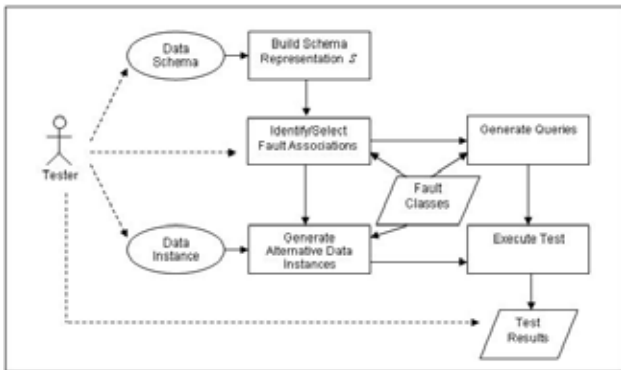 Data
Schema
Build Schema
Representation S
Tester
Identify/Select
Fault Associations
Generate Queries
Fault
Classes
Data
Instance
Generate
Alternative Data
Instances
Execute Test
Test
Results